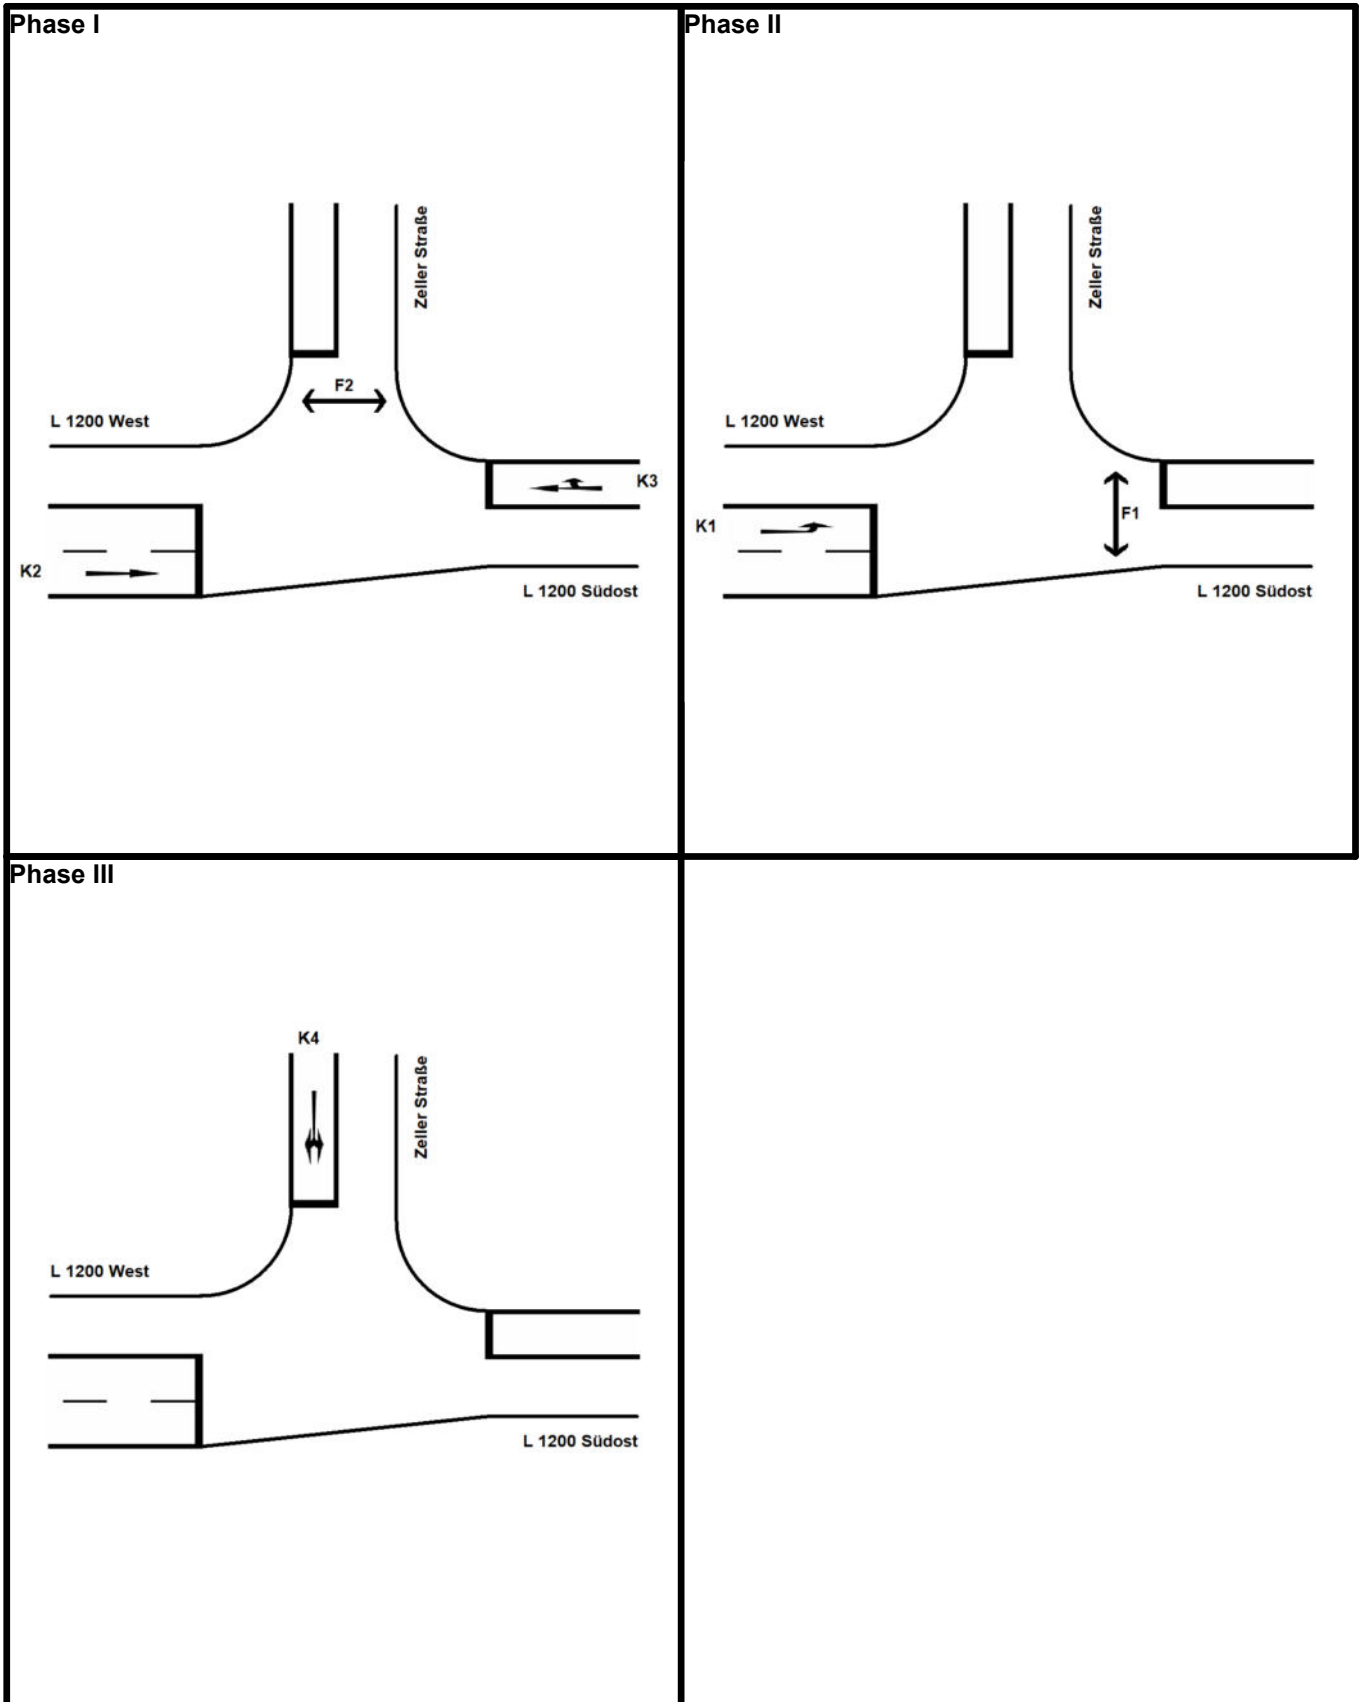 Phase I
Zeller Straße
F2
L 1200 West
K3
K2
L 1200 Südost
Phase II
Zeller Straße
L 1200 West
F1
K1
L 1200 Südost
Phase III
K4
Zeller Straße
L 1200 West
L 1200 Südost